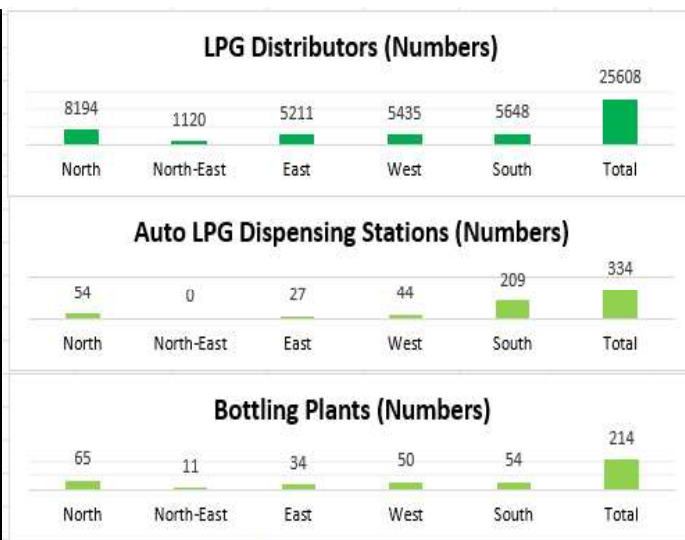 LPG Distributors (Numbers)
8194 1120 5211 5435 5648 25608
North North-East East West South Total
Auto LPG Dispensing Stations (Numbers)
54 0 27 44 209 334
North North-East East West South Total
Bottling Plants (Numbers)
65 11 34 50 54 214
North North-East East West South Total